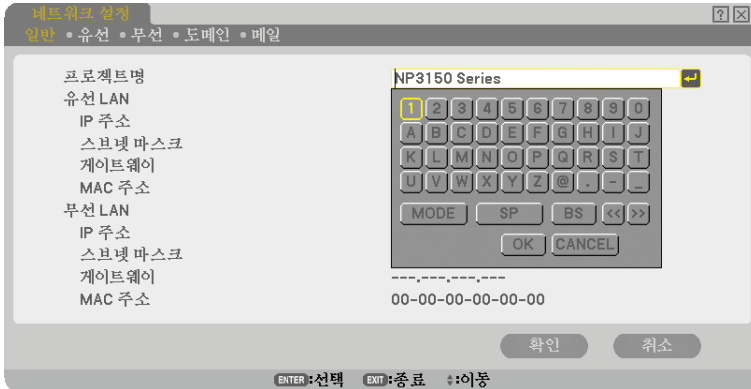 네트워크 설정
일반 • 유선 • 무선 • 도메인 • 메일
프로젝트명 NP3150 Series
유선 LAN
IP 주소
스브넷 마스크
게이트웨이
MAC 주소
무선 LAN
IP 주소
스브넷 마스크
게이트웨이 ---.---.---.---
MAC 주소 00-00-00-00-00-00
1 2 3 4 5 6 7 8 9 0
A B C D E F G H I J
K L M N O P Q R S T
U V W X Y Z @ . - _
MODE SP BS << >>
OK CANCEL
확인 취소
ENTER :선택 EXIT :종료 :이동